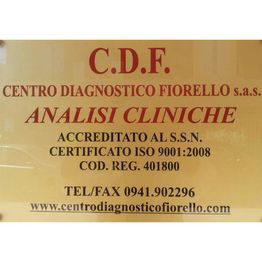 C.D.F.
CENTRO DIAGNOSTICO FIORELLO s.a.s.
ANALISI CLINICHE
ACCREDITATO AL S.S.N.
CERTIFICATO ISO 9001:2008
COD. REG. 401800
TEL/FAX 0941.902296
www.centrodiagnosticofiorello.com